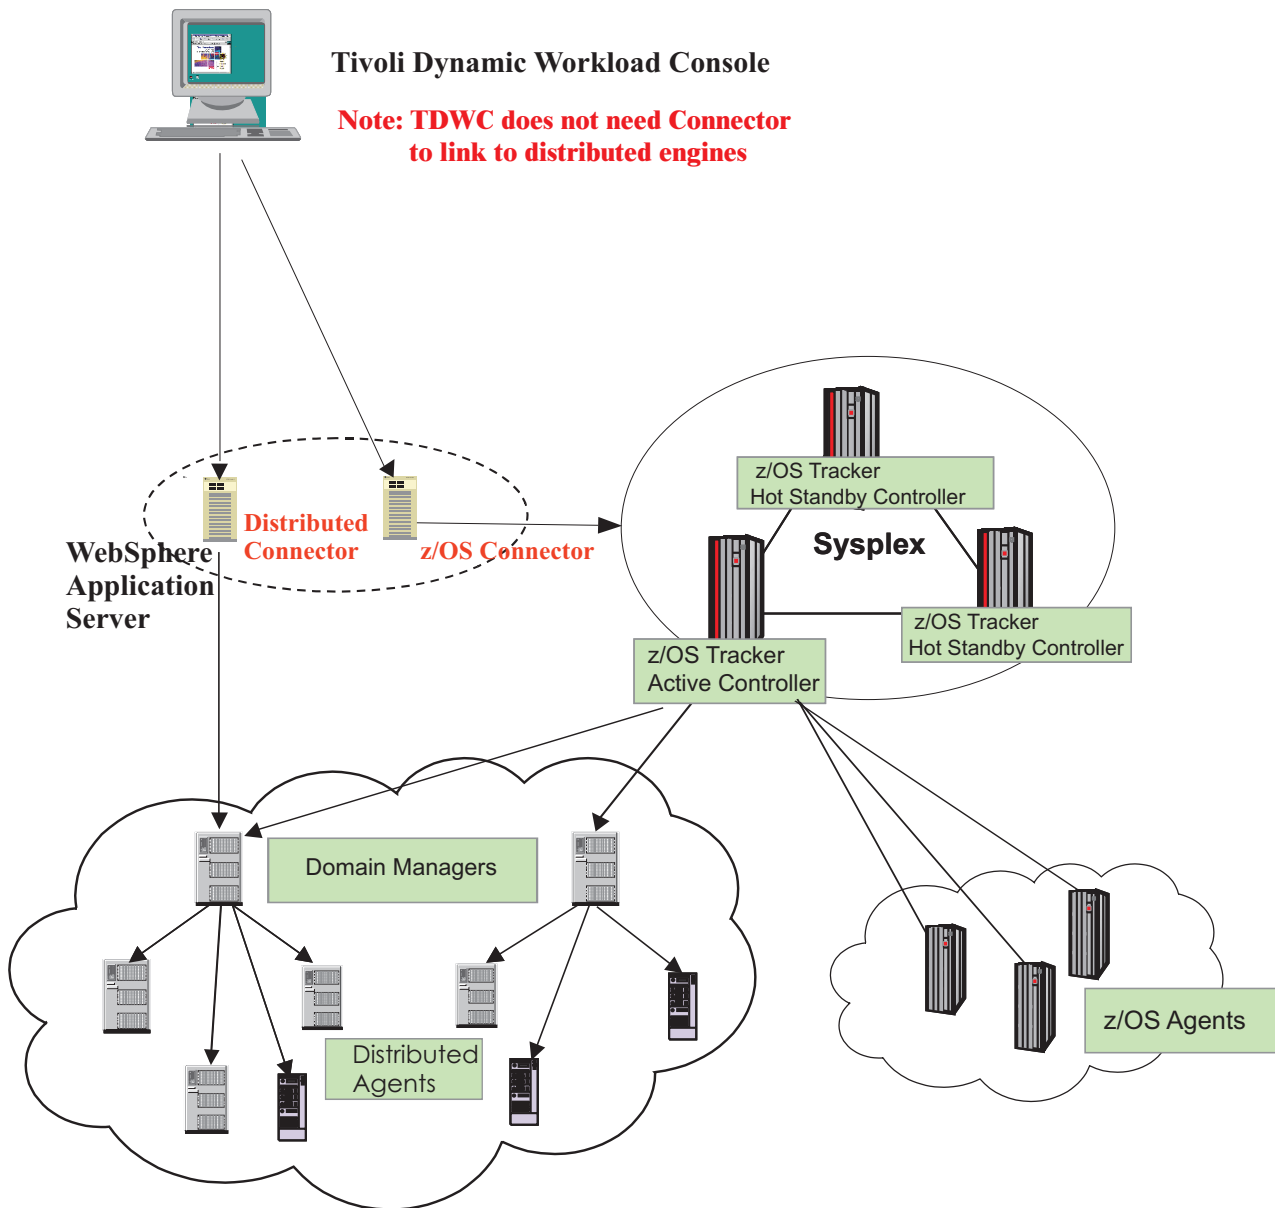 Tivoli Dynamic Workload Console
Note: TDWC does not need Connector
to link to distributed engines
z/OS Tracker
Hot Standby Controller
Sysplex
Distributed
Connector
z/OS Connector
WebSphere
Application
Server
z/OS Tracker
Hot Standby Controller
z/OS Tracker
Active Controller
Domain Managers
z/OS Agents
Distributed
Agents